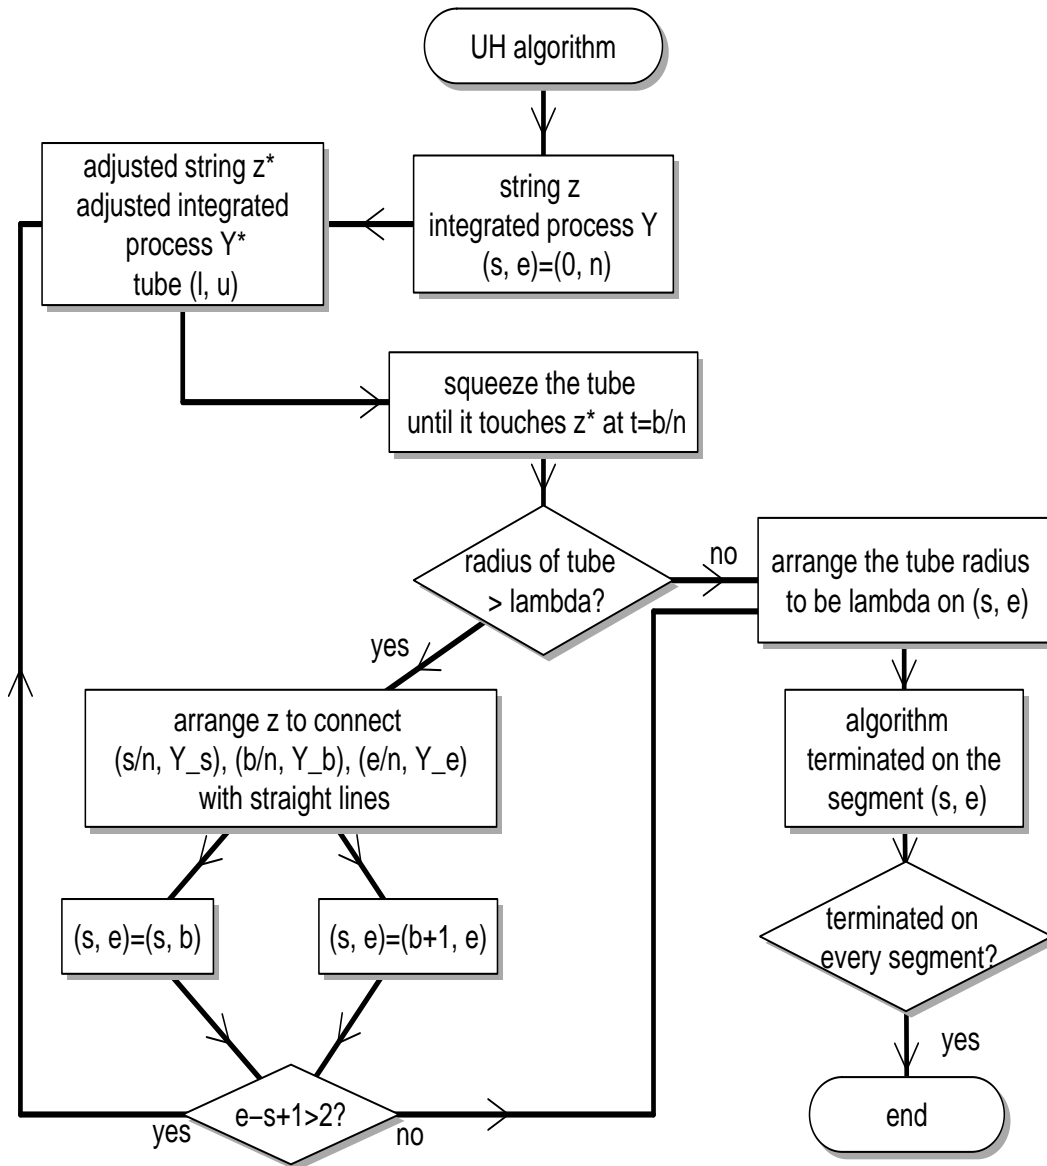 UH algorithm
adjusted string z*
adjusted integrated
process Y*
tube (l, u)
string z
integrated process Y
(s, e)=(0, n)
squeeze the tube
until it touches z* at t=b/n
radius of tube
> lambda?
no
arrange the tube radius
to be lambda on (s, e)
yes
arrange z to connect
(s/n, Y_s), (b/n, Y_b), (e/n, Y_e)
with straight lines
algorithm
terminated on the
segment (s, e)
(s, e)=(s, b)
(s, e)=(b+1, e)
terminated on
every segment?
yes
e–s+1>2?
yes
no
end